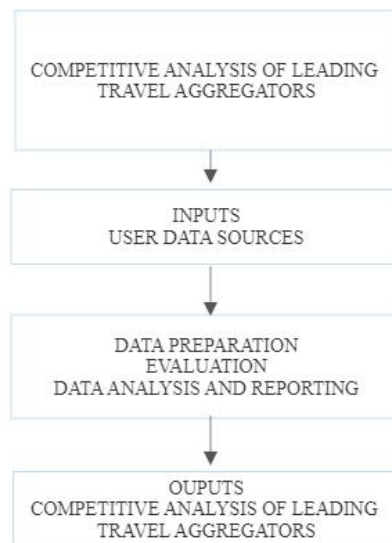 COMPETITIVE ANALYSIS OF LEADING
TRAVEL AGGREGATORS
INPUTS
USER DATA SOURCES
DATA PREPARATION
EVALUATION
DATA ANALYSIS AND REPORTING
OUPUTS
COMPETITIVE ANALYSIS OF LEADING
TRAVEL AGGREGATORS